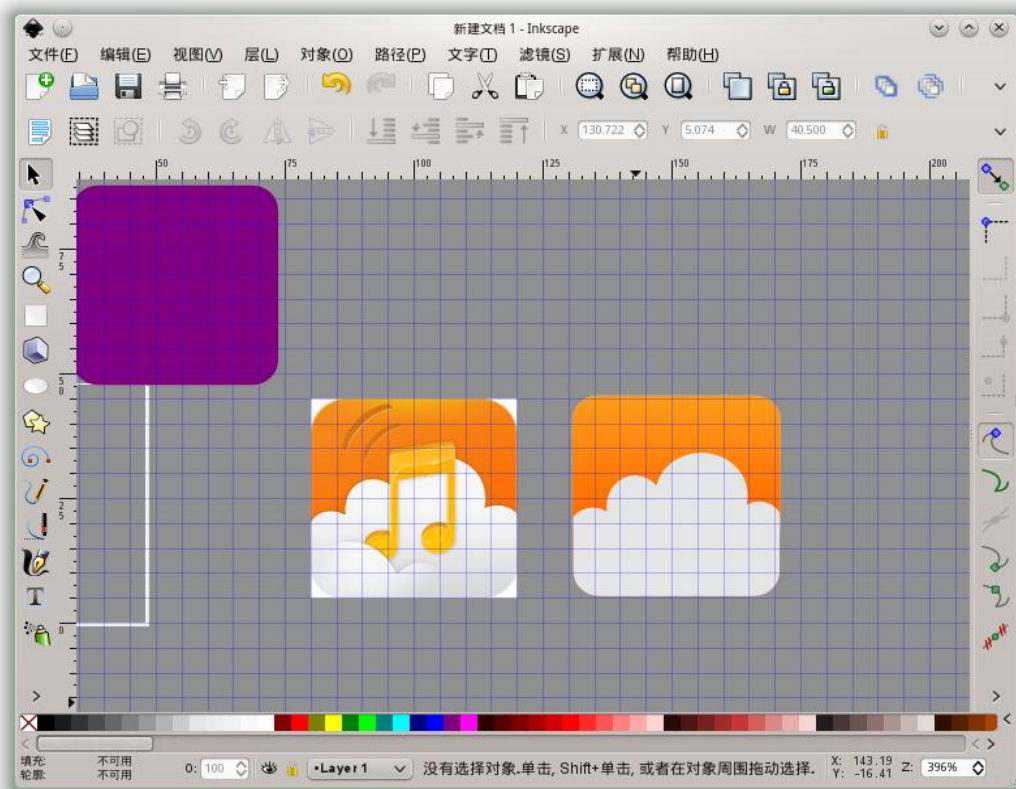 新建文档 1 - Inkscape
文件(F) 编辑(E) 视图(V) 层(L) 对象(O) 路径(P) 文字(T) 滤镜(S) 扩展(N) 帮助(H)
X 130.722 Y 5.074 W 40.500
50 75 100 125 150 175 200
75
50
25
0
填充: 不可用
轮廓: 不可用
O: 100
•Layer 1
没有选择对象.单击, Shift+单击, 或者在对象周围拖动选择.
X: 143.19
Y: -16.41
Z: 396%